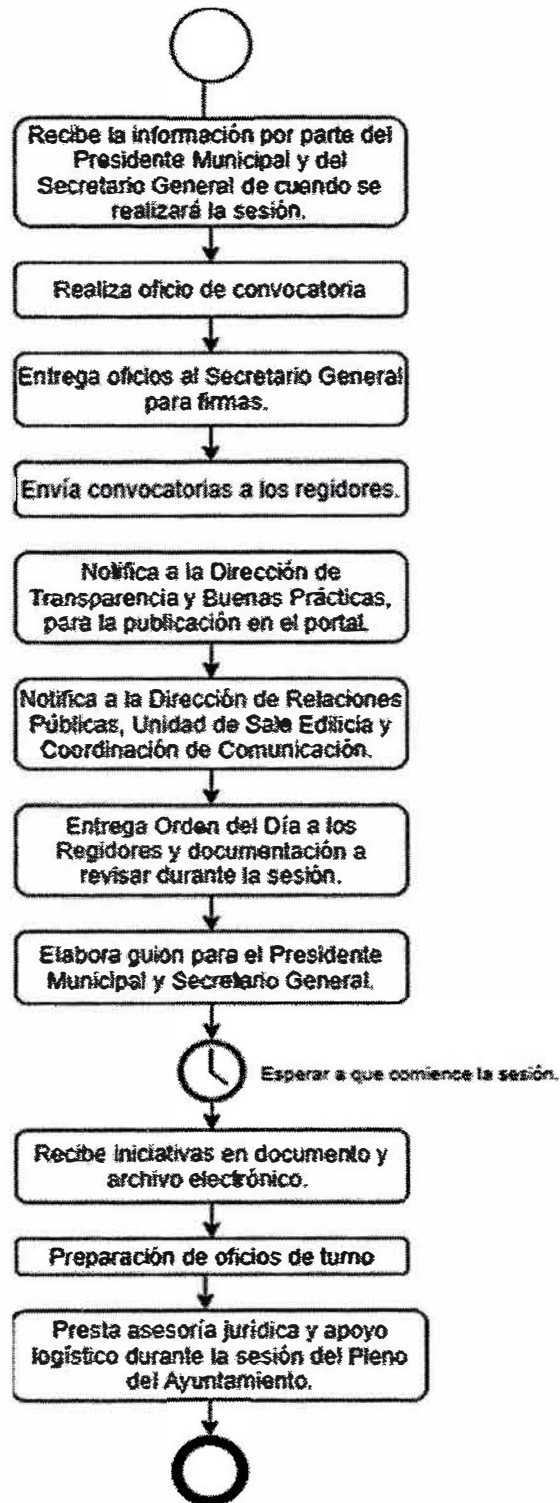 Recibe la información por parte del
Presidente Municipal y del
Secretario General de cuando se
realizará la sesión.
Realiza oficio de convocatoria
Entrega oficios al Secretario General
para firmas.
Envía convocatorias a los regidores.
Notifica a la Dirección de
Transparencia y Buenas Prácticas,
para la publicación en el portal.
Notifica a la Dirección de Relaciones
Públicas, Unidad de Sale Edilicia y
Coordinación de Comunicación.
Entrega Orden del Día a los
Regidores y documentación a
revisar durante la sesión.
Elabora guion para el Presidente
Municipal y Secretario General.
Esperar a que comience la sesión.
Recibe iniciativas en documento y
archivo electrónico.
Preparación de oficios de turno
Presta asesoría jurídica y apoyo
logístico durante la sesión del Pleno
del Ayuntamiento.